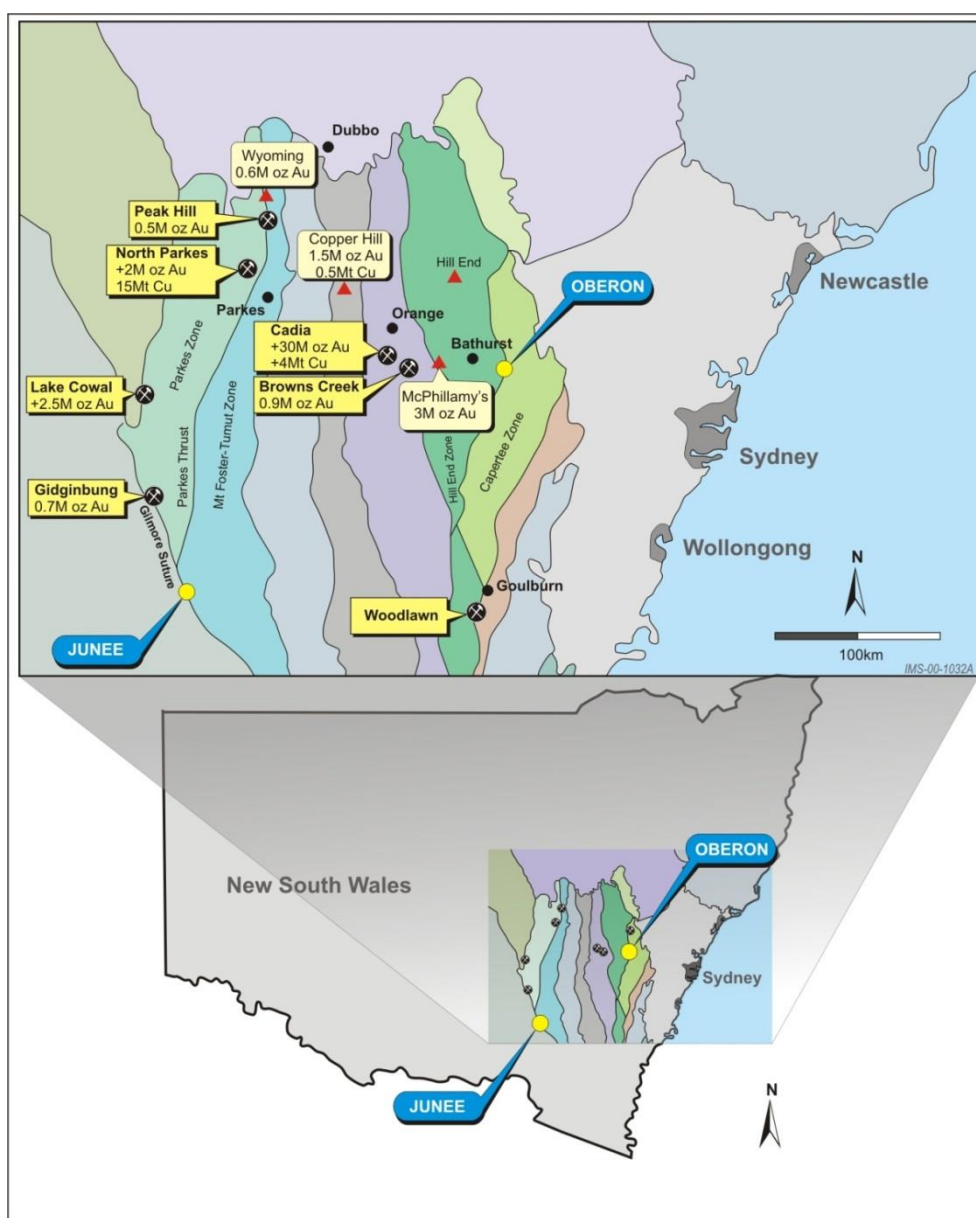 Dubbo
Wyoming
0.6M oz Au
Peak Hill
0.5M oz Au
North Parkes
+2M oz Au
15Mt Cu
Copper Hill
1.5M oz Au
0.5Mt Cu
Hill End
OBERON
Newcastle
Parkes
Orange
Cadia
+30M oz Au
+4Mt Cu
Bathurst
Browns Creek
0.9M oz Au
McPhillamy's
3M oz Au
Lake Cowal
+2.5M oz Au
Parkes Zone
Parkes Thrust
Mt Foster-Tumut Zone
Hill End Zone
Capertee Zone
Sydney
Gidginbung
0.7M oz Au
Gilmore Suture
Wollongong
Goulburn
Woodlawn
JUNEE
N
100km
IMS-00-1032A
New South Wales
OBERON
Sydney
JUNEE
N